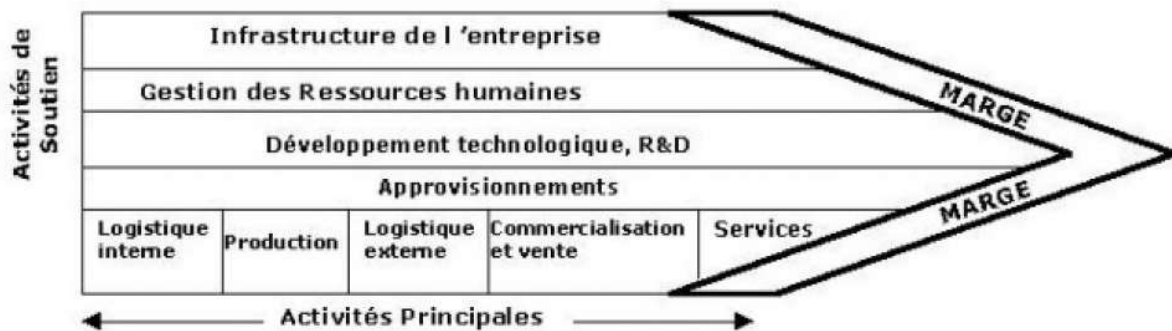 Activités de
Soutien
Infrastructure de l 'entreprise
Gestion des Ressources humaines
Développement technologique, R&D
Approvisionnements
Logistique
interne
Production
Logistique
externe
Commercialisation
et vente
Services
MARGE
MARGE
Activités Principales